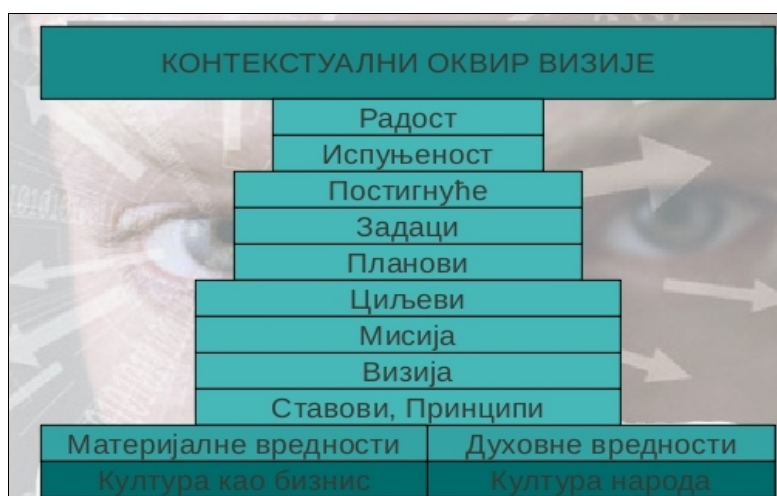 КОНТЕКСТУАЛНИ ОКВИР ВИЗИЈЕ
Радост
Испуњеност
Постигнуће
Задаци
Планови
Циљеви
Мисија
Визија
Ставови, Принципи
Материјалне вредности Духовне вредности
Култура као бизнис Култура народа